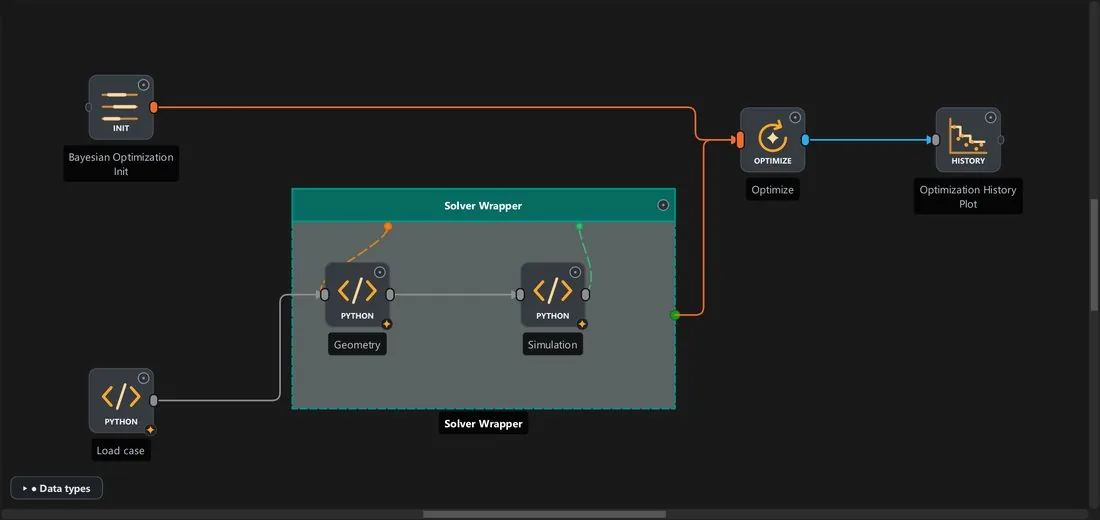 INIT
Bayesian Optimization
Init
OPTIMIZE
Optimize
HISTORY
Optimization History
Plot
Solver Wrapper
PYTHON
Geometry
PYTHON
Simulation
Solver Wrapper
PYTHON
Load case
Data types